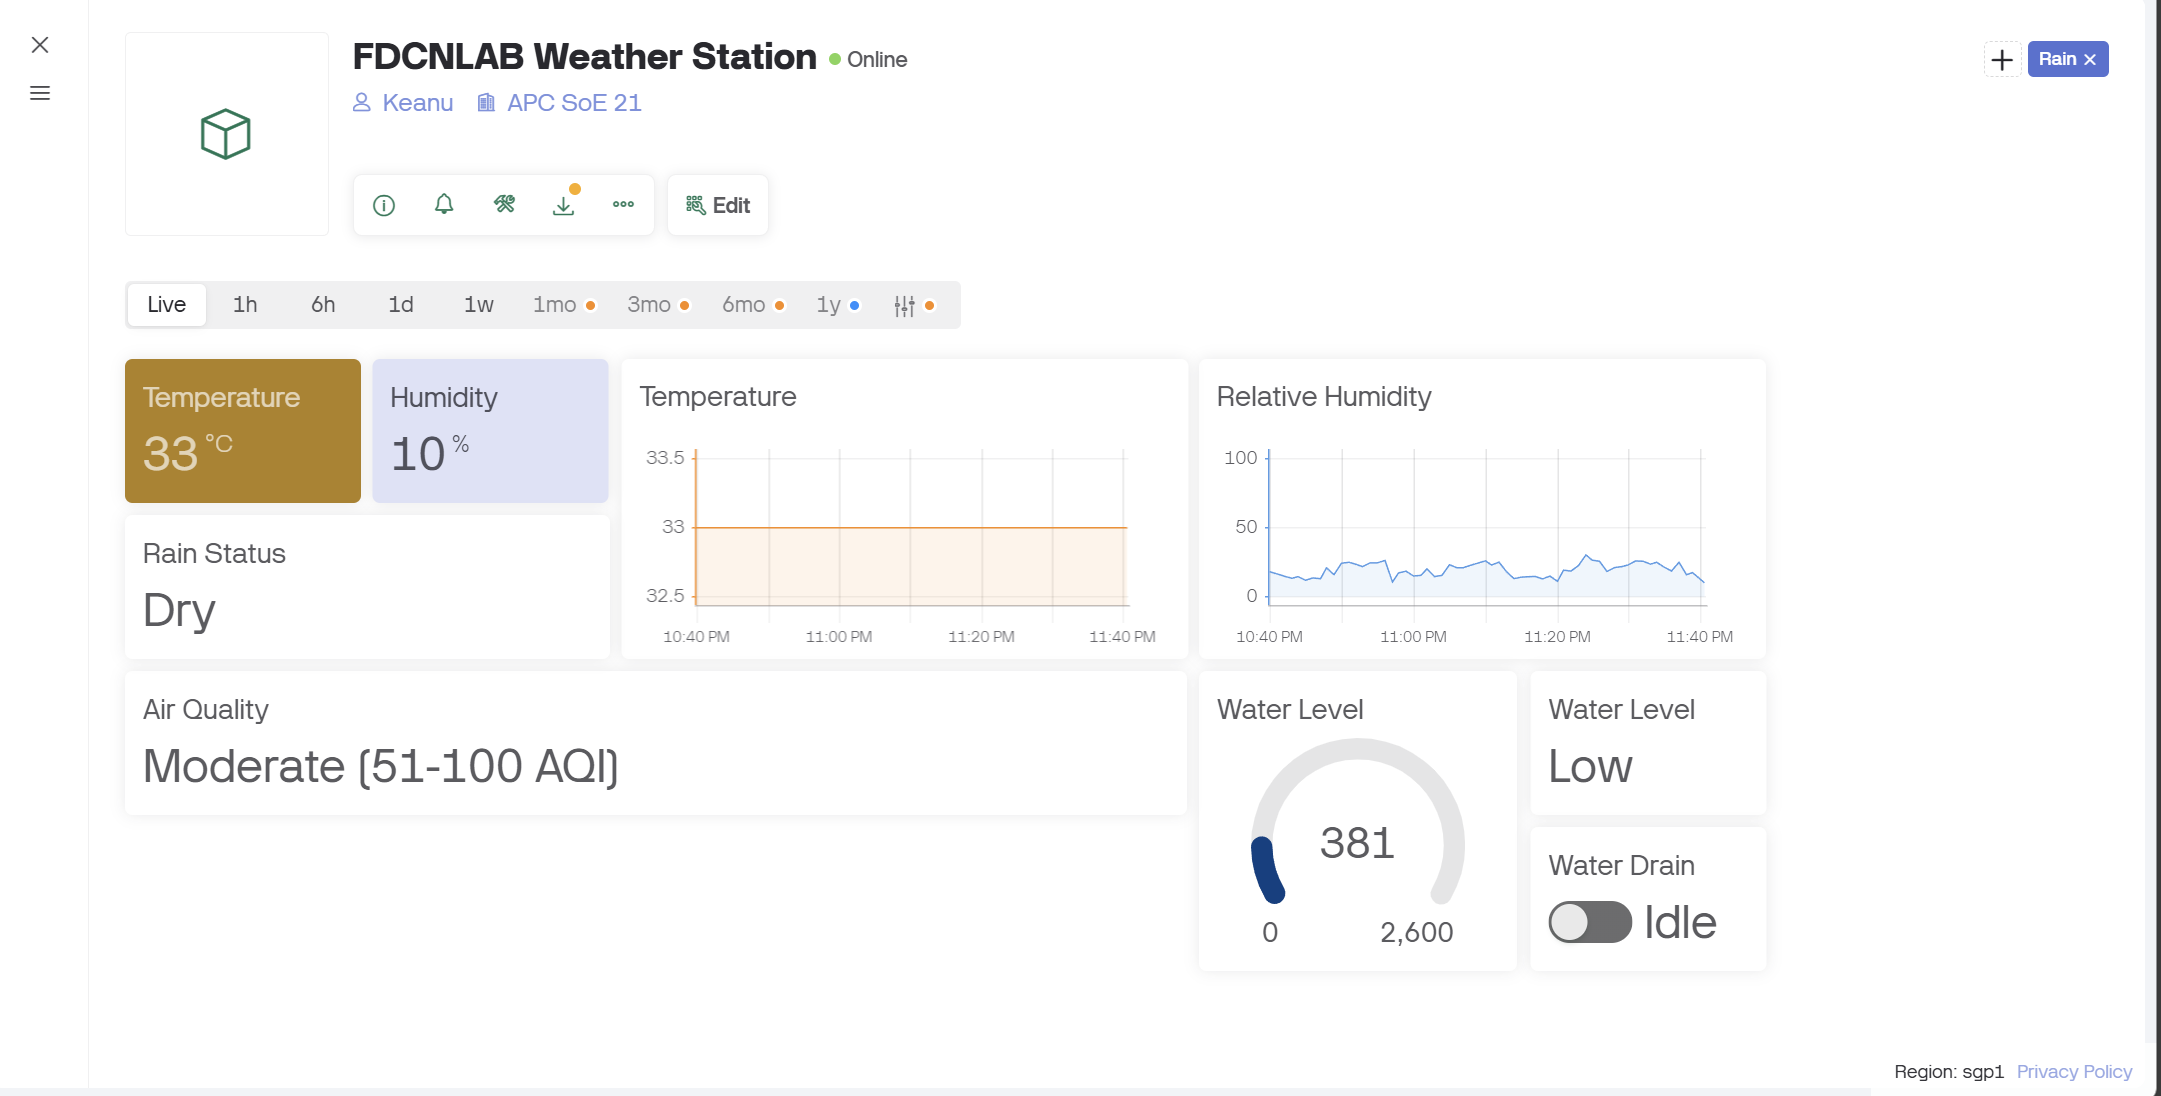 FDCNLAB Weather Station
Online
Rain
Keanu
APC SoE 21
Edit
Live
1h
6h
1d
1w
1mo
3mo
6mo
1y
Temperature
33 °C
Humidity
10 %
Rain Status
Dry
Temperature
33.5
33
32.5
10:40 PM
11:00 PM
11:20 PM
11:40 PM
Relative Humidity
100
50
0
10:40 PM
11:00 PM
11:20 PM
11:40 PM
Air Quality
Moderate (51-100 AQI)
Water Level
381
0
2,600
Water Level
Low
Water Drain
Idle
Region: sgp1 Privacy Policy